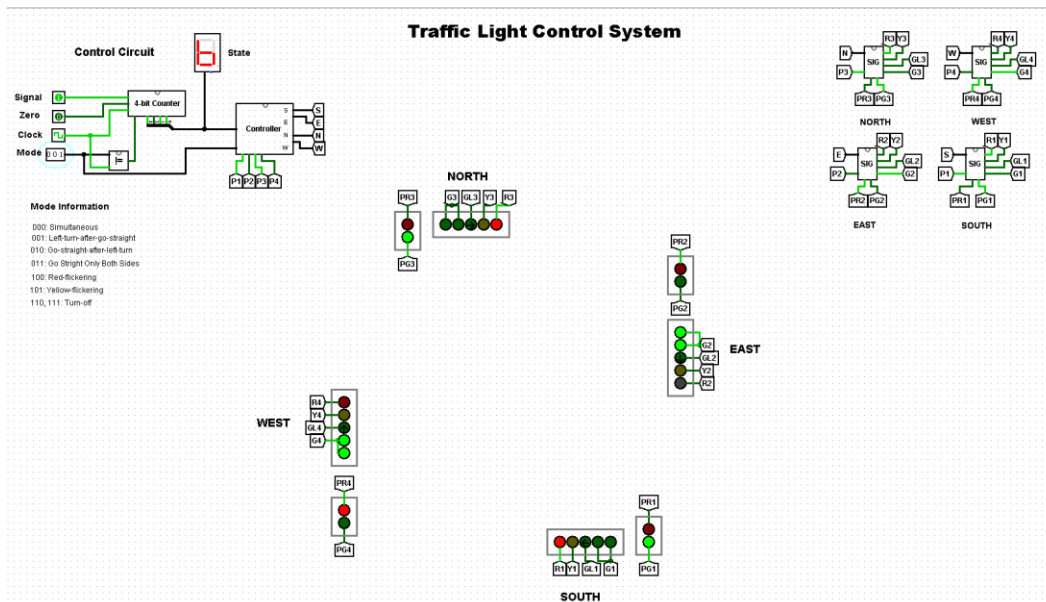 Traffic Light Control System
Control Circuit
b
State
Signal
Zero
Clock
Mode
0 0 1
4-bit Counter
!=
Controller
S
E
N
W
S
E
N
W
P1
P2
P3
P4
Mode Information
000: Simultaneous
001: Left-turn-after-go-straight
010: Go-straight-after-left-turn
011: Go Stright Only Both Sides
100: Red-flickering
101: Yellow-flickering
110, 111: Turn-off
R3
Y3
N
SIG
GL3
P3
G3
PR3
PG3
NORTH
R4
Y4
W
SIG
GL4
P4
G4
PR4
PG4
WEST
R2
Y2
E
SIG
GL2
P2
G2
PR2
PG2
EAST
R1
Y1
S
SIG
GL1
P1
G1
PR1
PG1
SOUTH
NORTH
PR3
G3
GL3
Y3
R3
PG3
PR2
PG2
G2
GL2
Y2
R2
EAST
WEST
R4
Y4
GL4
G4
PR4
PG4
PR1
R1
Y1
GL1
G1
PG1
SOUTH